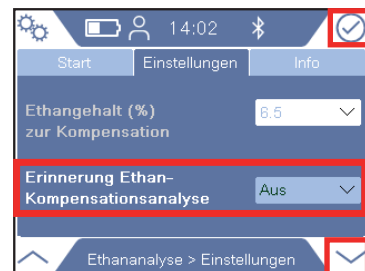 14:02
Start Einstellungen Info
Ethangehalt (%)
zur Kompensation
6.5
Erinnerung Ethan-
Kompensationsanalyse
Aus
Ethananalyse > Einstellungen